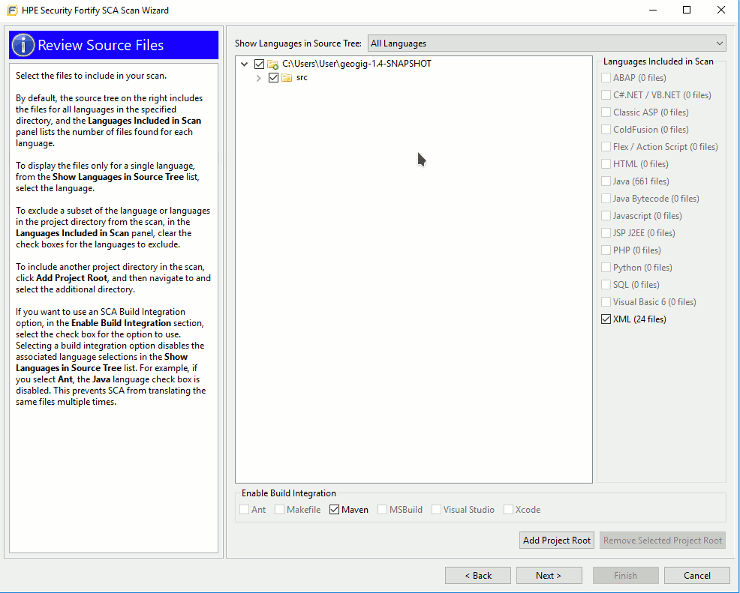 HPE Security Fortify SCA Scan Wizard
Review Source Files
Select the files to include in your scan.
By default, the source tree on the right includes
the files for all languages in the specified
directory, and the Languages Included in Scan
panel lists the number of files found for each
language.
To display the files only for a single language,
from the Show Languages in Source Tree list,
select the language.
To exclude a subset of the language or languages
in the project directory from the scan, in the
Languages Included in Scan panel, clear the
check boxes for the languages to exclude.
To include another project directory in the scan,
click Add Project Root, and then navigate to and
select the additional directory.
If you want to use an SCA Build Integration
option, in the Enable Build Integration section,
select the check box for the option to use.
Selecting a build integration option disables the
associated language selections in the Show
Languages in Source Tree list. For example, if
you select Ant, the Java language check box is
disabled. This prevents SCA from translating the
same files multiple times.
Show Languages in Source Tree: All Languages
C:\Users\User\geogig-1.4-SNAPSHOT
src
Languages Included in Scan
ABAP (0 files)
C#.NET / VB.NET (0 files)
Classic ASP (0 files)
ColdFusion (0 files)
Flex / Action Script (0 files)
HTML (0 files)
Java (661 files)
Java Bytecode (0 files)
Javascript (0 files)
JSP J2EE (0 files)
PHP (0 files)
Python (0 files)
SQL (0 files)
Visual Basic 6 (0 files)
XML (24 files)
Enable Build Integration
Ant Makefile Maven MSBuild Visual Studio Xcode
Add Project Root Remove Selected Project Root
< Back Next > Finish Cancel